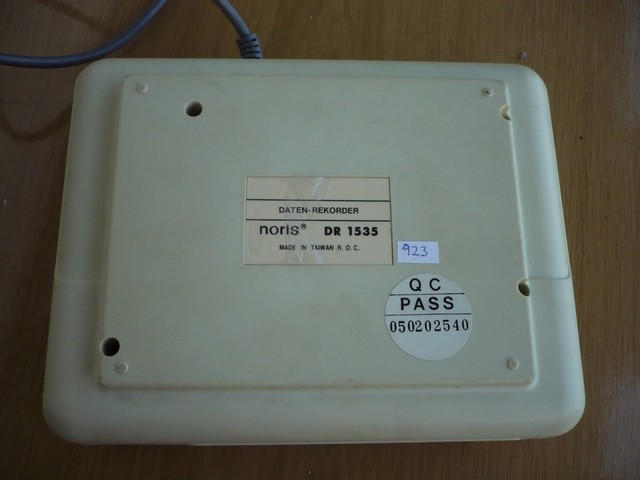 DATEN-REKORDER
noris® DR 1535
MADE IN TAIWAN R.O.C.
923
QC
PASS
050202540